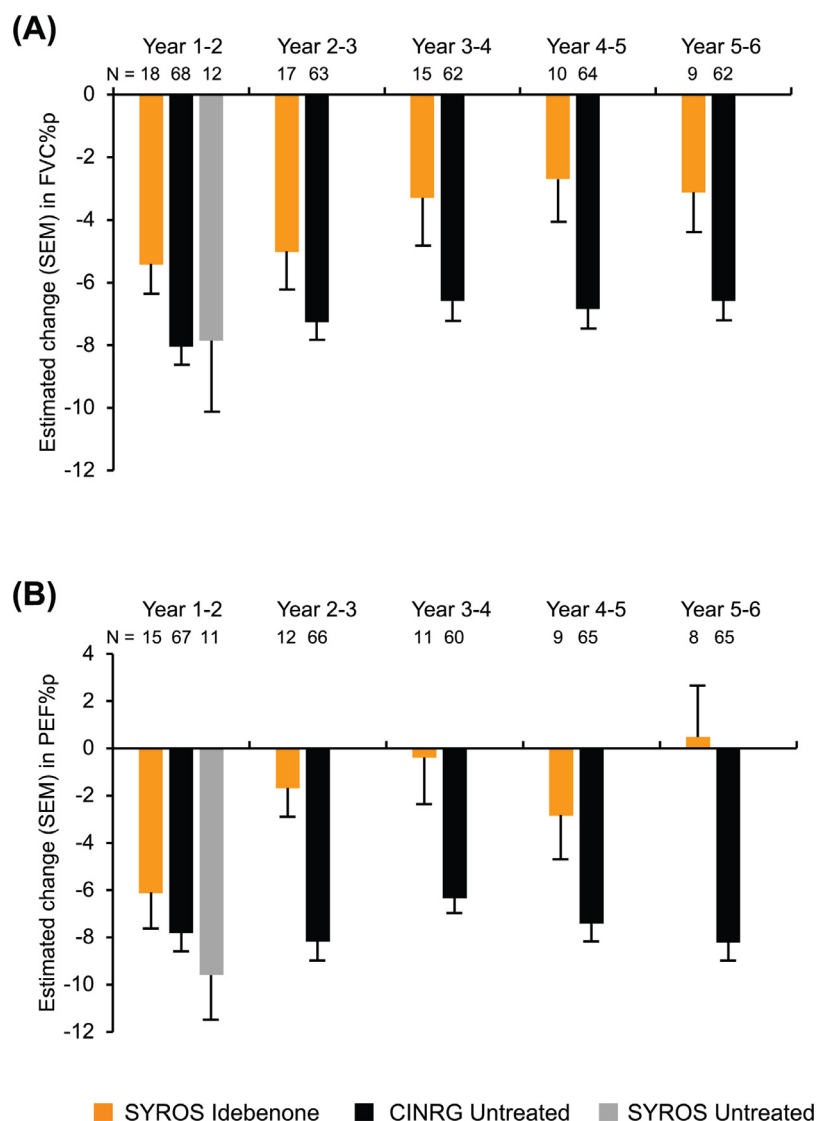 (A)
Year 1-2 Year 2-3 Year 3-4 Year 4-5 Year 5-6
N = 18 68 12 17 63 15 62 10 64 9 62
Estimated change (SEM) in FVC%p
0
-2
-4
-6
-8
-10
-12
(B)
Year 1-2 Year 2-3 Year 3-4 Year 4-5 Year 5-6
N = 15 67 11 12 66 11 60 9 65 8 65
Estimated change (SEM) in PEF%p
4
2
0
-2
-4
-6
-8
-10
-12
SYROS Idebenone CINRG Untreated SYROS Untreated